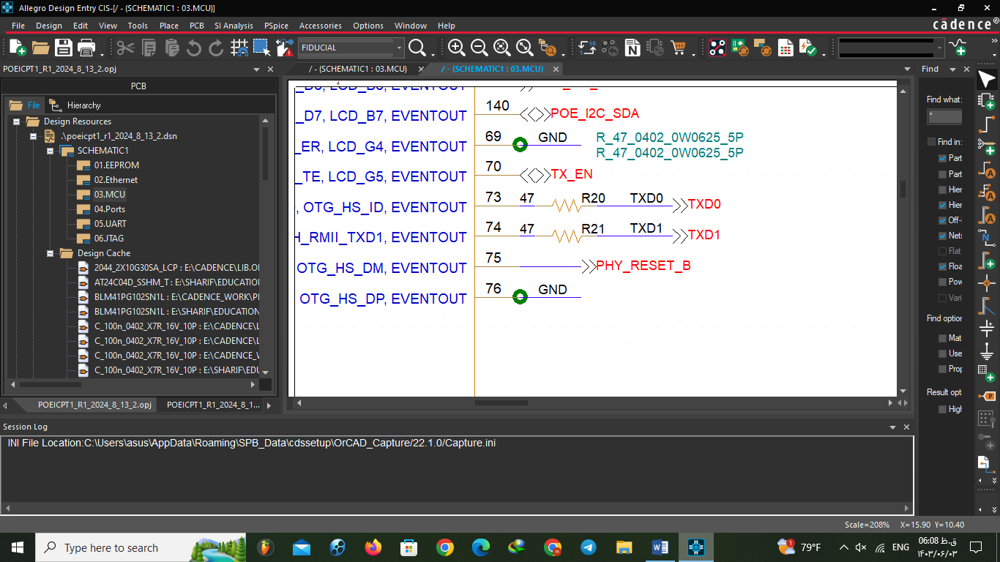 Allegro Design Entry CIS-[/ - (SCHEMATIC1 : 03.MCU)]
File Design Edit View Tools Place PCB SI Analysis PSpice Accessories Options Window Help
cādence®
FIDUCIAL
POEICPT1_R1_2024_8_13_2.opj
/ - (SCHEMATIC1 : 03.MCU)
/ - (SCHEMATIC1 : 03.MCU)
Find
PCB
File
Hierarchy
Design Resources
.\poeicpt1_r1_2024_8_13_2.dsn
SCHEMATIC1
01.EEPROM
02.Ethernet
03.MCU
04.Ports
05.UART
06.JTAG
Design Cache
2044_2X10G30SA_LCP : E:\CADENCE\LIB.O
AT24C04D_SSHM_T : E:\SHARIF\EDUCATIO
BLM41PG102SN1L : E:\CADENCE_WORK\P
BLM41PG102SN1L : E:\SHARIF\EDUCATION
C_100n_0402_X7R_16V_10P : E:\CADENCE\L
C_100n_0402_X7R_16V_10P : E:\CADENCE\L
C_100n_0402_X7R_16V_10P : E:\CADENCE_
C_100n_0402_X7R_16V_10P : E:\SHARIF\EDU
POEICPT1_R1_2024_8_13_2.opj
POEICPT1_R1_2024_8_1...
4
_D7, LCD_B7, EVENTOUT 140 POE_I2C_SDA
_ER, LCD_G4, EVENTOUT 69 GND R_47_0402_0W0625_5P
R_47_0402_0W0625_5P
_TE, LCD_G5, EVENTOUT 70 TX_EN
, OTG_HS_ID, EVENTOUT 73 47 R20 TXD0 TXD0
H_RMII_TXD1, EVENTOUT 74 47 R21 TXD1 TXD1
OTG_HS_DM, EVENTOUT 75 PHY_RESET_B
OTG_HS_DP, EVENTOUT 76 GND
Find what:
*
Find in:
Part
Part
Hier
Hier
Off-
Nets
Flat
Floa
Pow
Vari
Find option
Mat
Use
Prop
Result opt
High
Session Log
INI File Location:C:\Users\asus\AppData\Roaming\SPB_Data\cdssetup\OrCAD_Capture/22.1.0/Capture.ini
Scale=208% X=15.90 Y=10.40
Type here to search
79°F
ENG
06:08 ق.ظ
۱۴۰۳/۰۶/۰۳